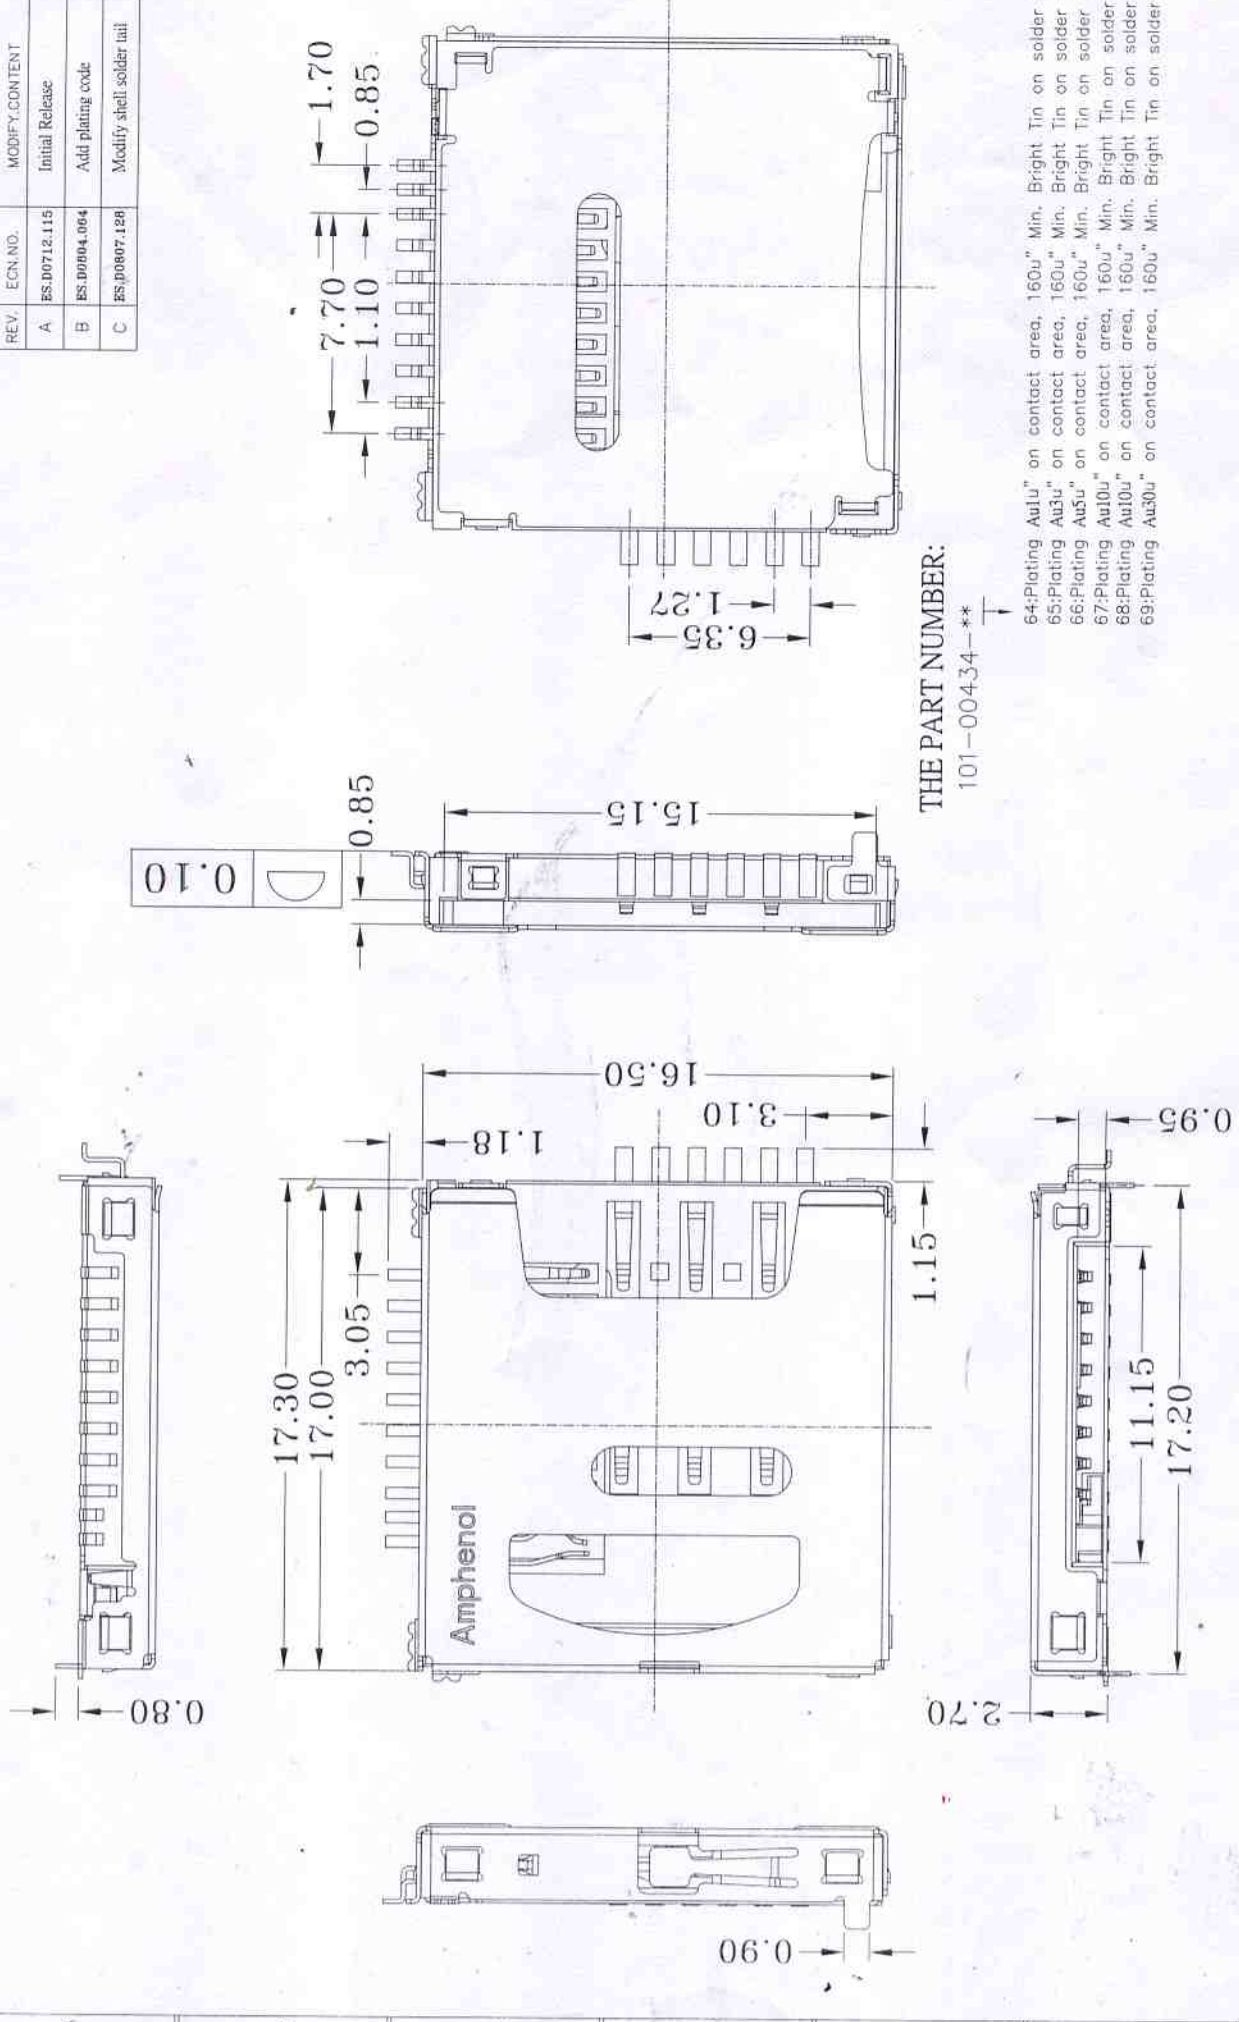 REV. ECN.NO. MODIFY.CONTENT
A ES.D0712.115 Initial Release
B ES.D0804.064 Add plating code
C ES.D0807.128 Modify shell solder tail
1.70
0.85
7.70
1.10
6.35
1.27
0.10
0.85
15.15
THE PART NUMBER:
101-00434-**
64:Plating Au1u" on contact area, 160u" Min. Bright Tin on solder
65:Plating Au3u" on contact area, 160u" Min. Bright Tin on solder
66:Plating Au5u" on contact area, 160u" Min. Bright Tin on solder
67:Plating Au10u" on contact area, 160u" Min. Bright Tin on solder
68:Plating Au10u" on contact area, 160u" Min. Bright Tin on solder
69:Plating Au30u" on contact area, 160u" Min. Bright Tin on solder
0.80
17.30
17.00
3.05
1.18
16.50
3.10
1.15
Amphenol
0.95
11.15
17.20
2.70
0.90